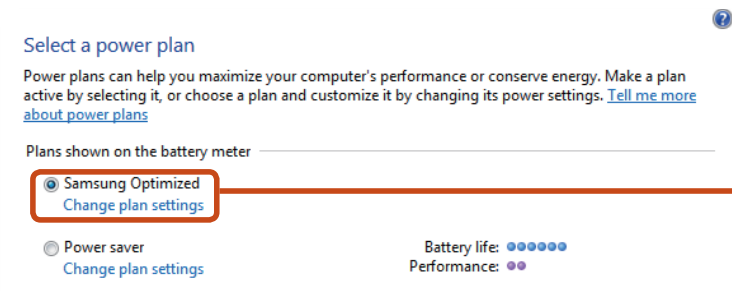 ?
Select a power plan
Power plans can help you maximize your computer's performance or conserve energy. Make a plan
active by selecting it, or choose a plan and customize it by changing its power settings. Tell me more
about power plans
Plans shown on the battery meter
Samsung Optimized
Change plan settings
Power saver Battery life:
Change plan settings Performance: